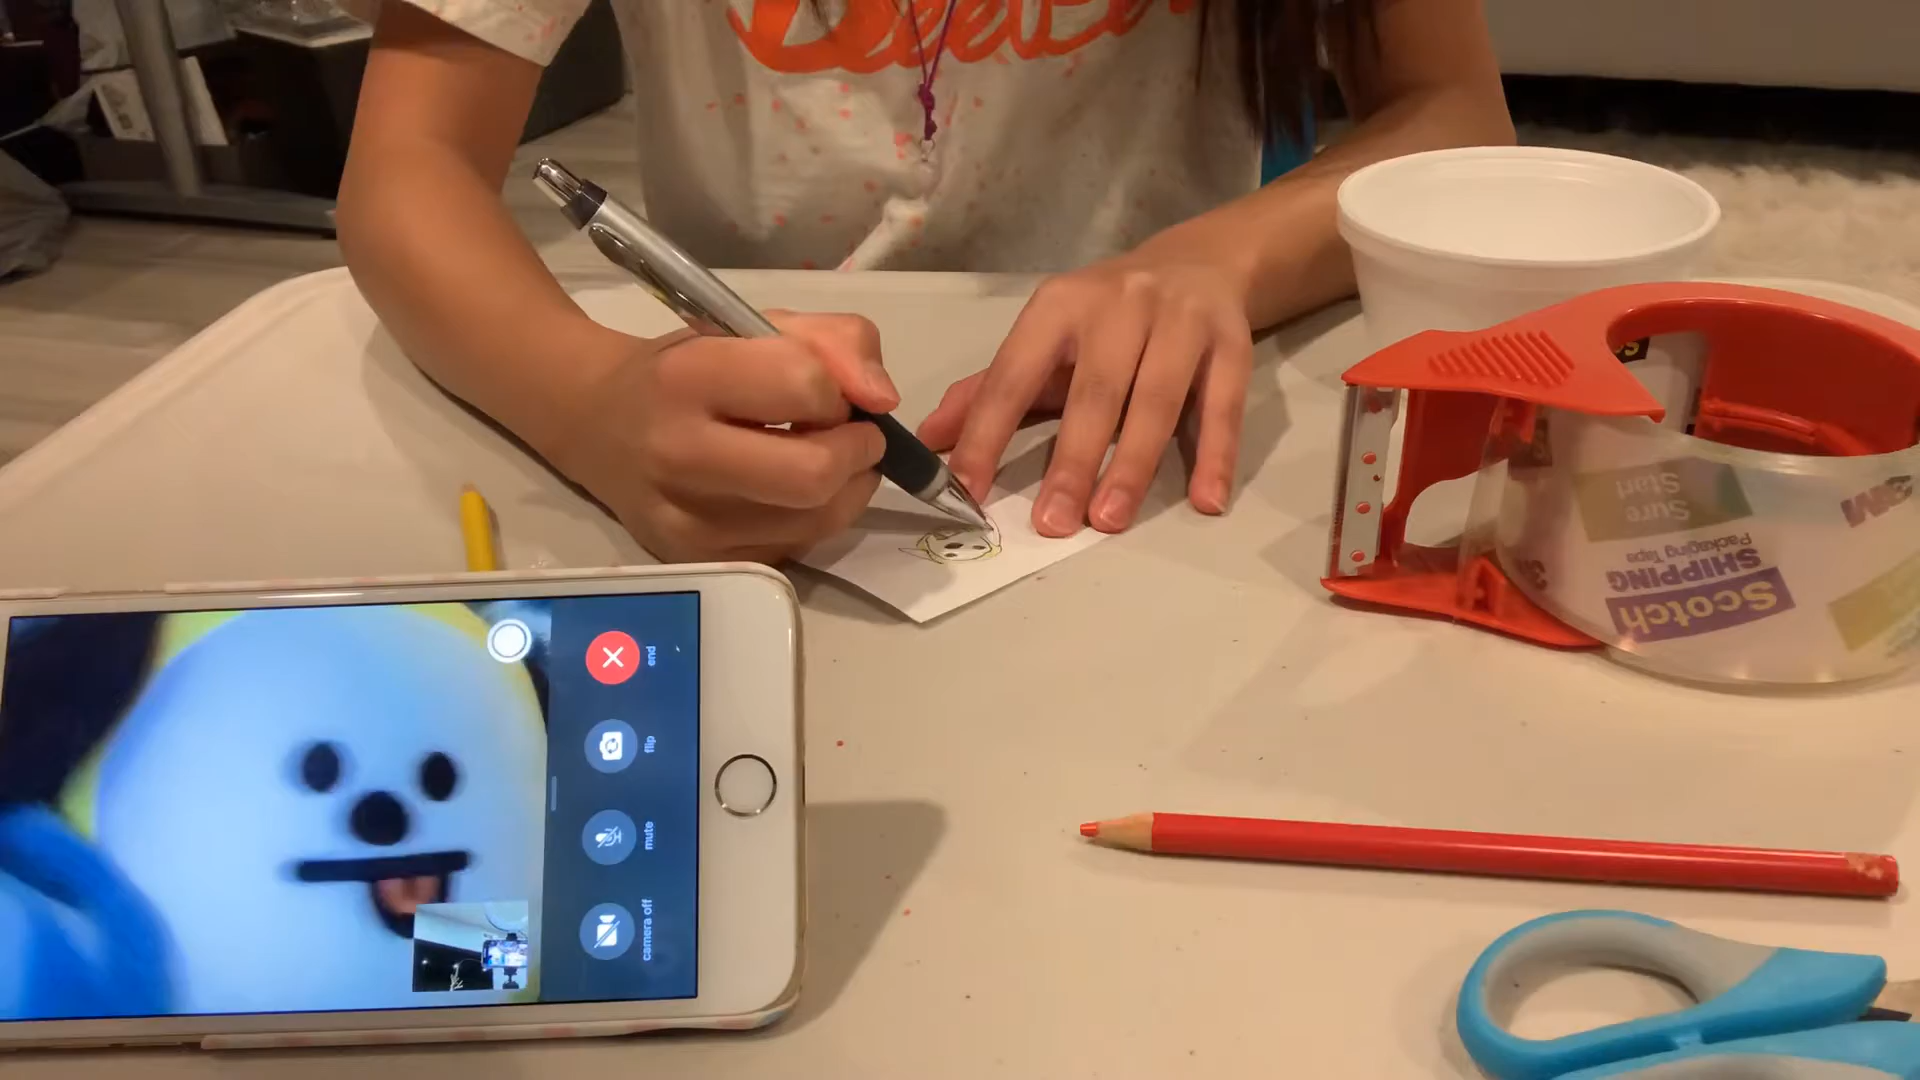 end
flip
mute
camera off
Scotch
SHIPPING
Packaging Tape
Sure
Start
3M